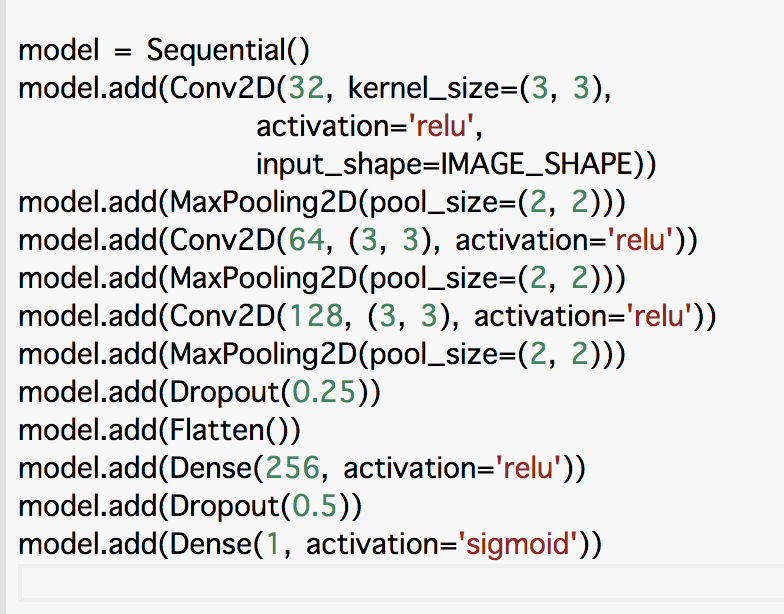 model = Sequential()
model.add(Conv2D(32, kernel_size=(3, 3),
activation='relu',
input_shape=IMAGE_SHAPE))
model.add(MaxPooling2D(pool_size=(2, 2)))
model.add(Conv2D(64, (3, 3), activation='relu'))
model.add(MaxPooling2D(pool_size=(2, 2)))
model.add(Conv2D(128, (3, 3), activation='relu'))
model.add(MaxPooling2D(pool_size=(2, 2)))
model.add(Dropout(0.25))
model.add(Flatten())
model.add(Dense(256, activation='relu'))
model.add(Dropout(0.5))
model.add(Dense(1, activation='sigmoid'))